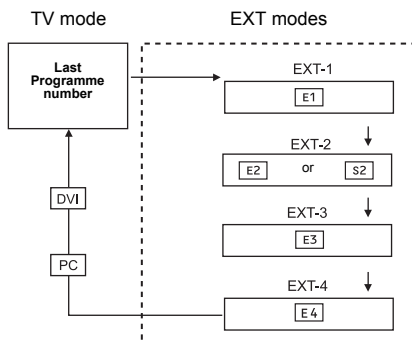 TV mode
EXT modes
Last
Programme
number
EXT-1
E1
EXT-2
E2 or S2
EXT-3
E3
DVI
PC
EXT-4
E4